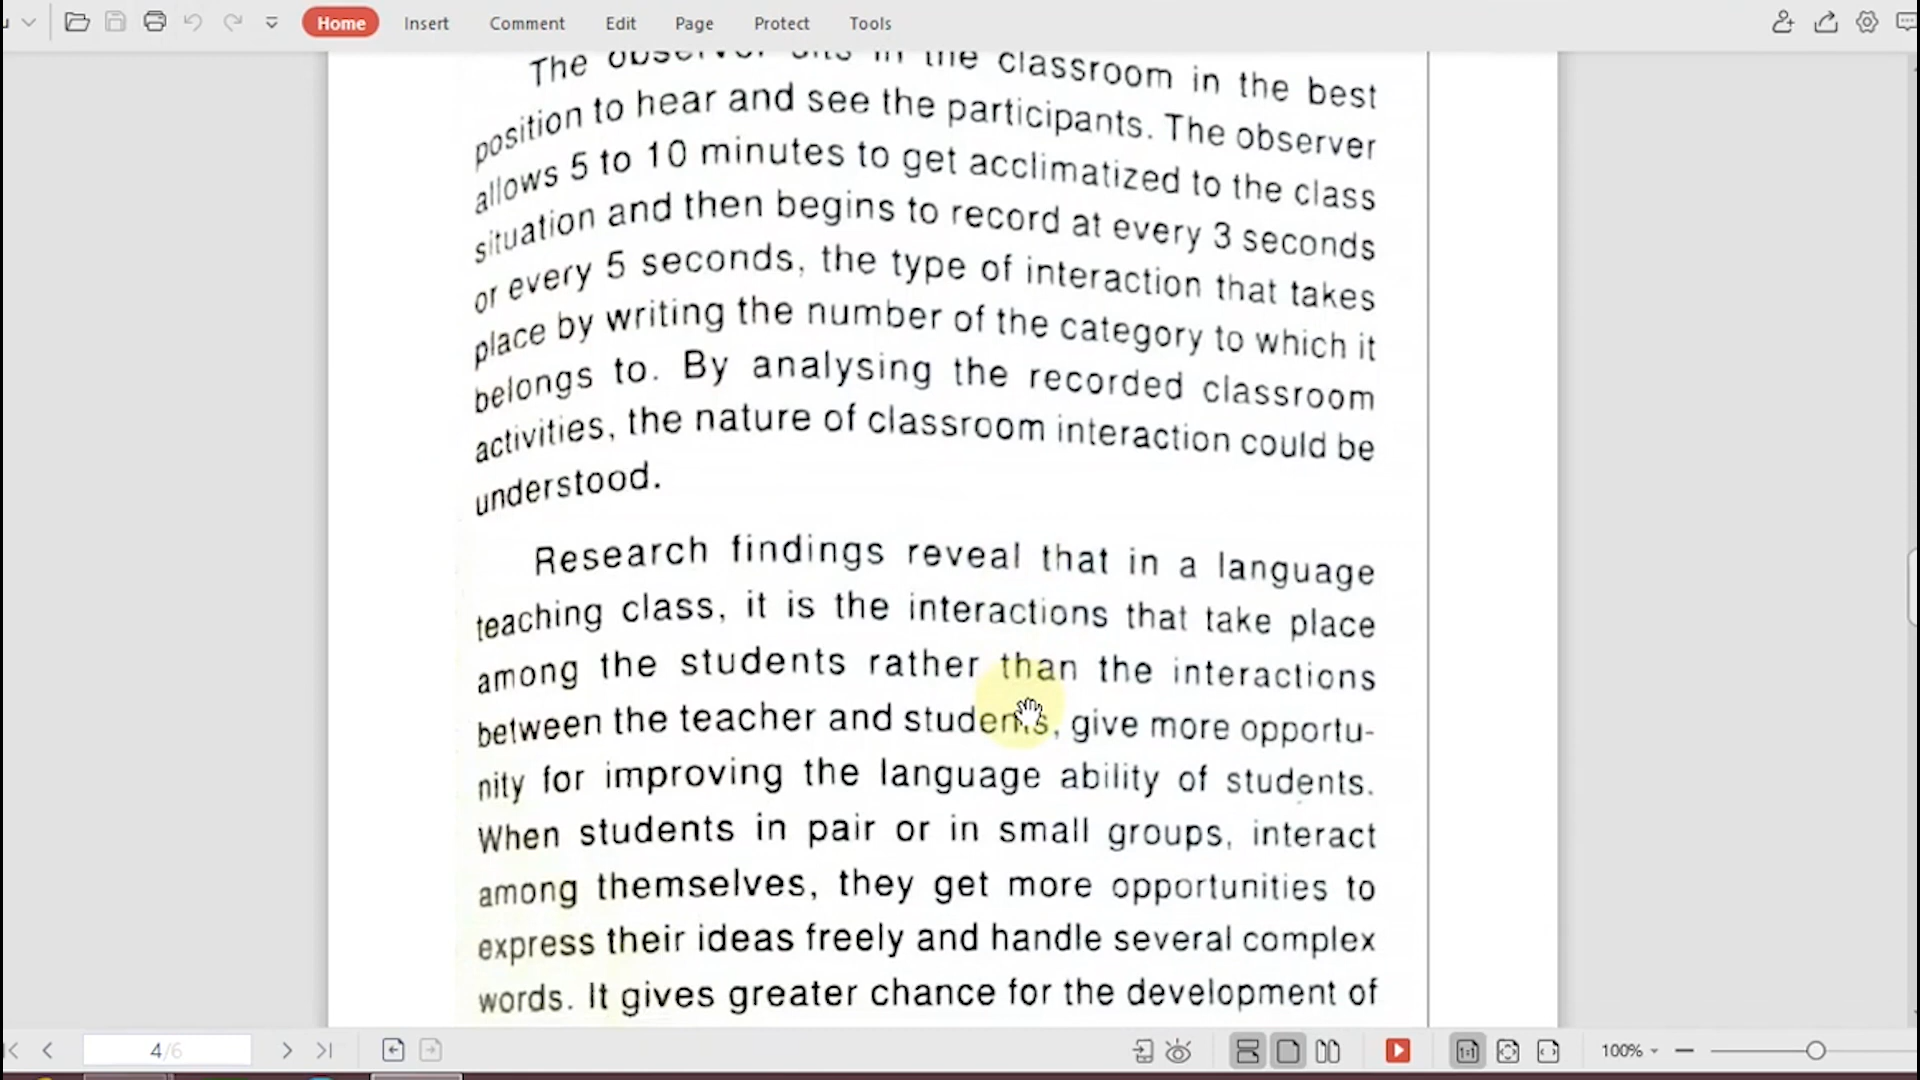 Home Insert Comment Edit Page Protect Tools
The observer sits in the classroom in the best
position to hear and see the participants. The observer
allows 5 to 10 minutes to get acclimatized to the class
situation and then begins to record at every 3 seconds
or every 5 seconds, the type of interaction that takes
place by writing the number of the category to which it
belongs to. By analysing the recorded classroom
activities, the nature of classroom interaction could be
understood.
Research findings reveal that in a language
teaching class, it is the interactions that take place
among the students rather than the interactions
between the teacher and students, give more opportu-
nity for improving the language ability of students.
When students in pair or in small groups, interact
among themselves, they get more opportunities to
express their ideas freely and handle several complex
words. It gives greater chance for the development of
4/6 100%